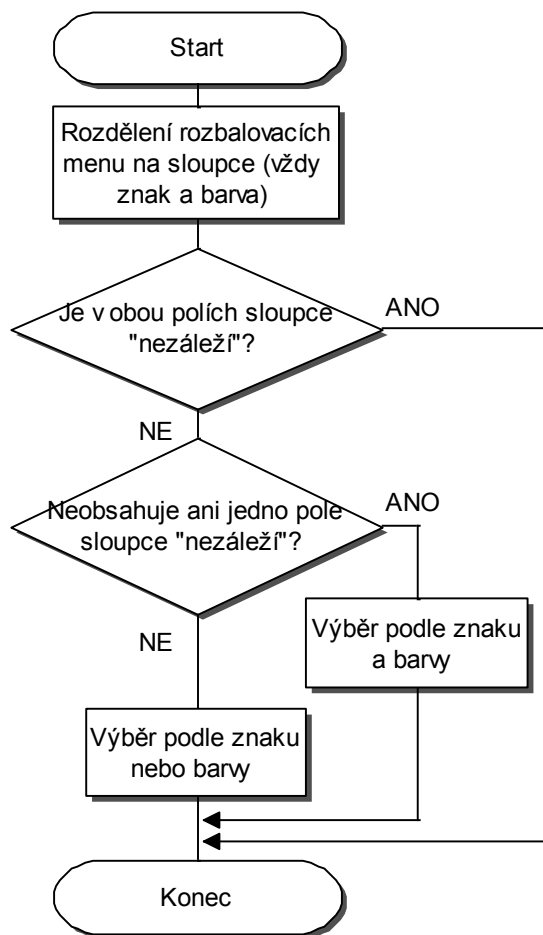 Start
Rozdělení rozbalovacích
menu na sloupce (vždy
znak a barva)
Je v obou polích sloupce
"nezáleží"?
ANO
NE
Neobsahuje ani jedno pole
sloupce "nezáleží"?
ANO
NE
Výběr podle znaku
a barvy
Výběr podle znaku
nebo barvy
Konec